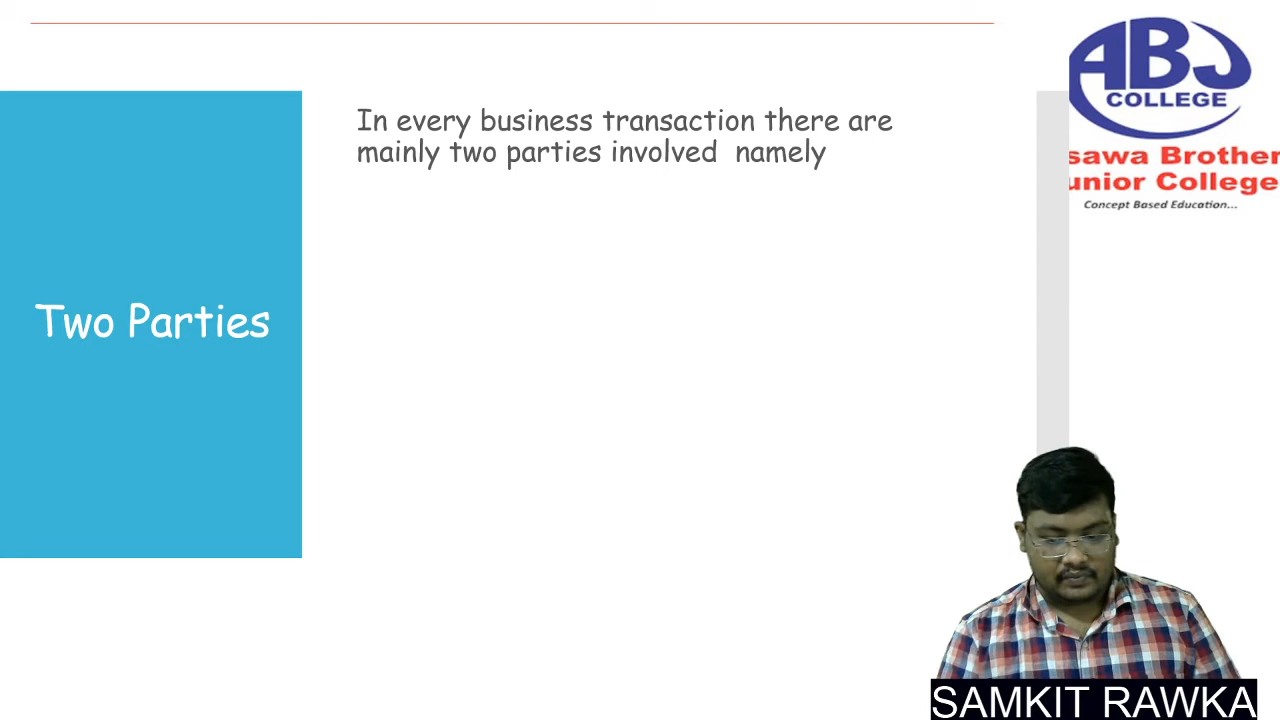 ABJ
COLLEGE
sawa Brother
unior College
Concept Based Education...
In every business transaction there are
mainly two parties involved namely
Two Parties
SAMKIT RAWKA